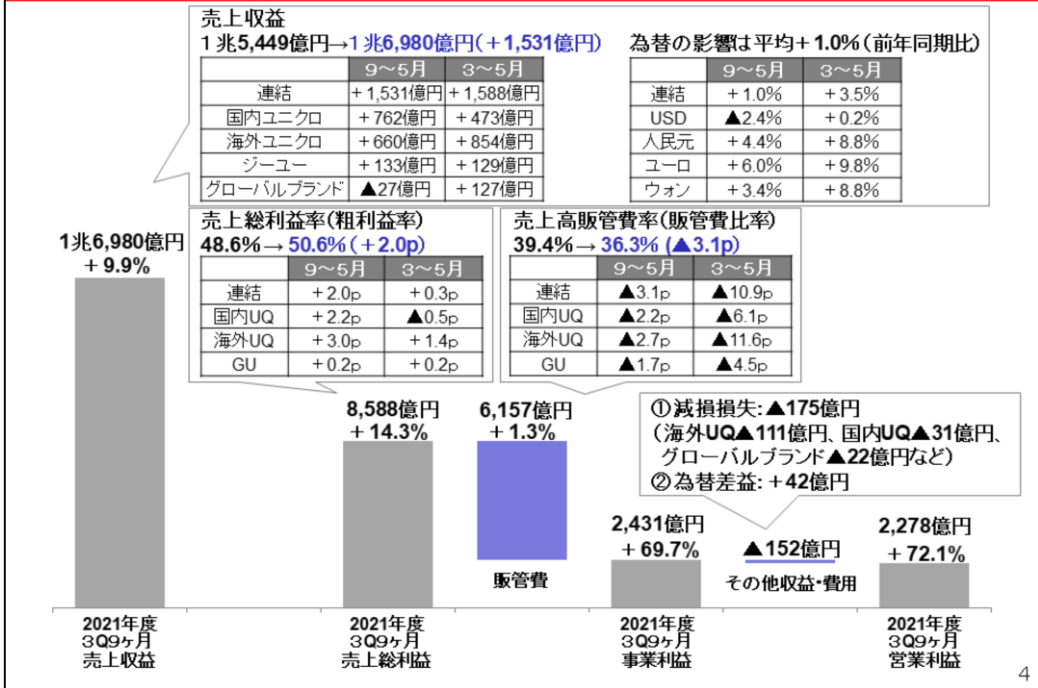 売上収益
1兆5,449億円→1兆6,980億円(+1,531億円)
9～5月 3～5月
連結 +1,531億円 +1,588億円
国内ユニクロ +762億円 +473億円
海外ユニクロ +660億円 +854億円
ジーユー +133億円 +129億円
グローバルブランド ▲27億円 +127億円
為替の影響は平均+1.0%(前年同期比)
9～5月 3～5月
連結 +1.0% +3.5%
USD ▲2.4% +0.2%
人民元 +4.4% +8.8%
ユーロ +6.0% +9.8%
ウォン +3.4% +8.8%
売上総利益率(粗利益率)
48.6%→50.6%(+2.0p)
9～5月 3～5月
連結 +2.0p +0.3p
国内UQ +2.2p ▲0.5p
海外UQ +3.0p +1.4p
GU +0.2p +0.2p
売上高販管費率(販管費比率)
39.4%→36.3% (▲3.1p)
9～5月 3～5月
連結 ▲3.1p ▲10.9p
国内UQ ▲2.2p ▲6.1p
海外UQ ▲2.7p ▲11.6p
GU ▲1.7p ▲4.5p
1兆6,980億円
+9.9%
8,588億円
+14.3%
6,157億円
+1.3%
販管費
①減損損失:▲175億円
(海外UQ▲111億円、国内UQ▲31億円、
グローバルブランド▲22億円など)
②為替差益:+42億円
2,431億円
+69.7%
▲152億円
その他収益・費用
2,278億円
+72.1%
2021年度
3Q9ヶ月
売上収益
2021年度
3Q9ヶ月
売上総利益
2021年度
3Q9ヶ月
事業利益
2021年度
3Q9ヶ月
営業利益
4